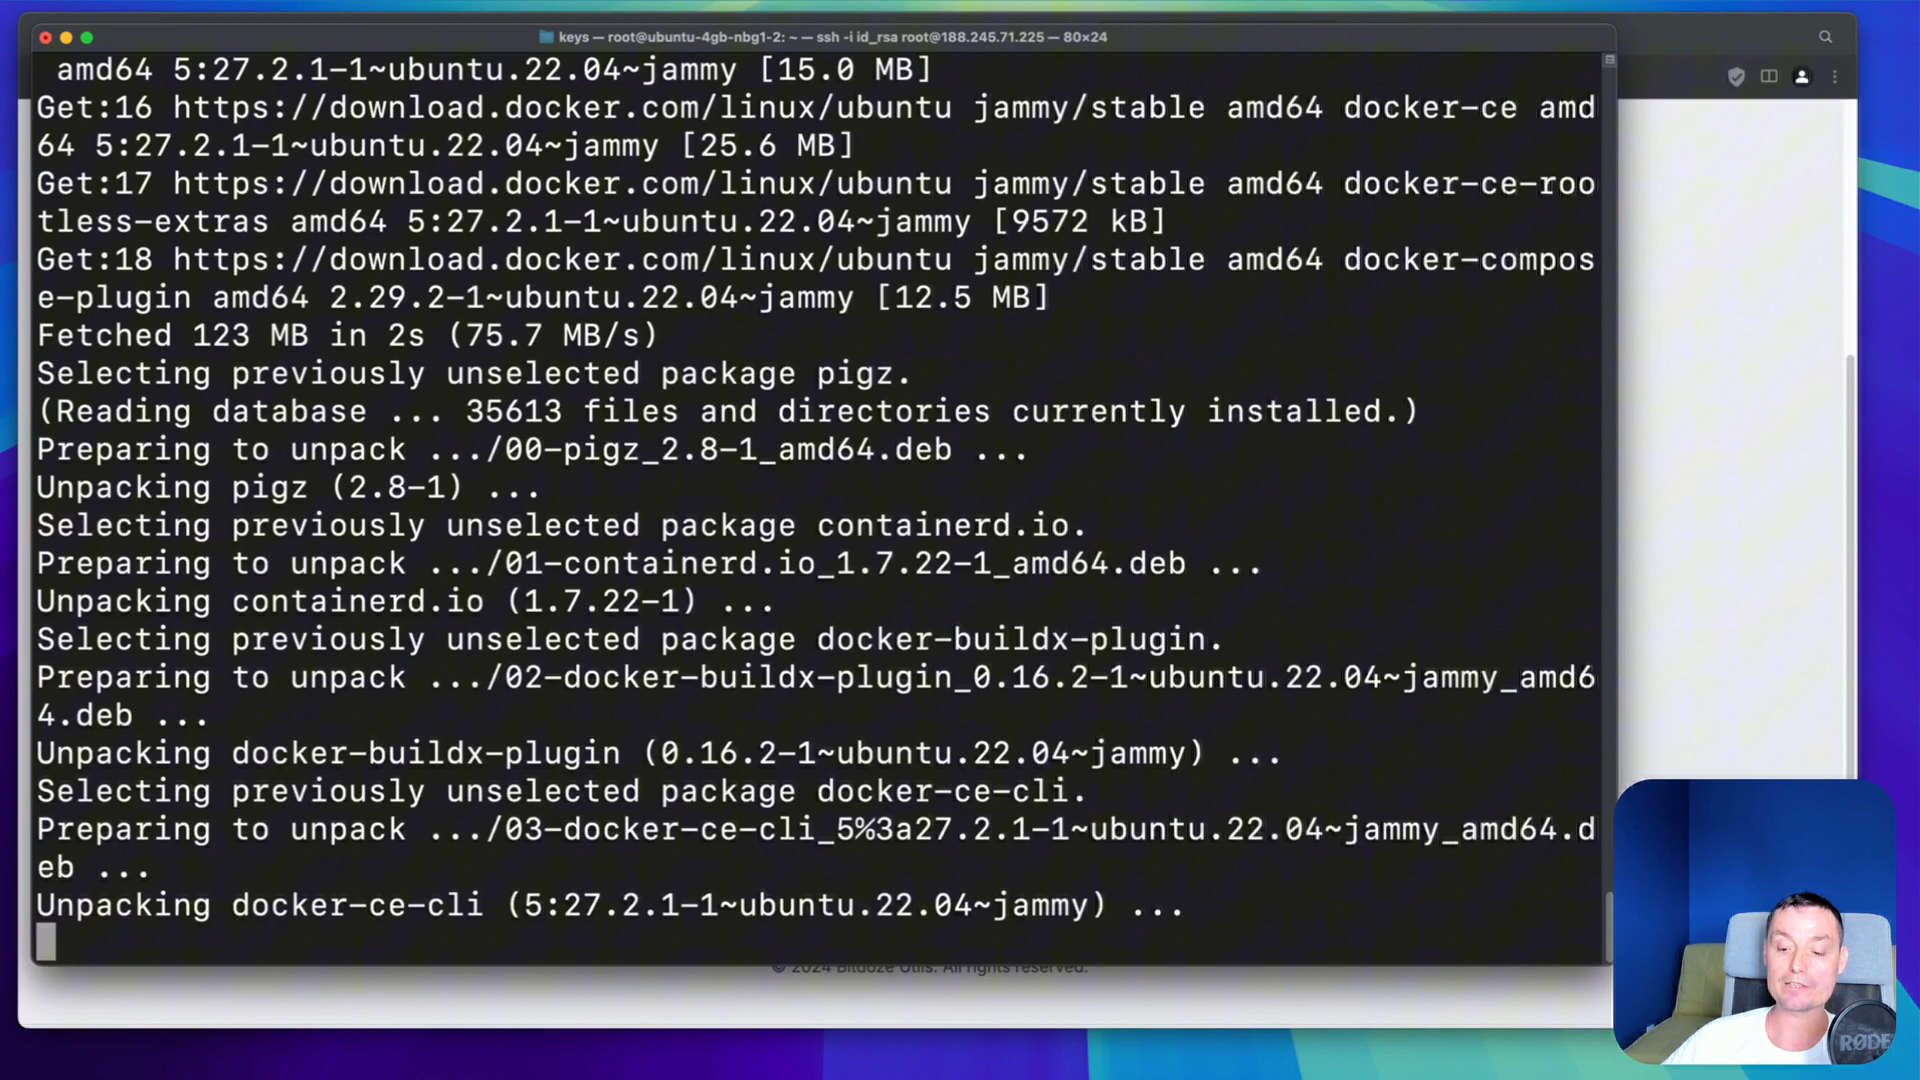 keys — root@ubuntu-4gb-nbg1-2: ~ — ssh -i id_rsa root@188.245.71.225 — 80×24
amd64 5:27.2.1-1~ubuntu.22.04~jammy [15.0 MB]
Get:16 https://download.docker.com/linux/ubuntu jammy/stable amd64 docker-ce amd
64 5:27.2.1-1~ubuntu.22.04~jammy [25.6 MB]
Get:17 https://download.docker.com/linux/ubuntu jammy/stable amd64 docker-ce-roo
tless-extras amd64 5:27.2.1-1~ubuntu.22.04~jammy [9572 kB]
Get:18 https://download.docker.com/linux/ubuntu jammy/stable amd64 docker-compos
e-plugin amd64 2.29.2-1~ubuntu.22.04~jammy [12.5 MB]
Fetched 123 MB in 2s (75.7 MB/s)
Selecting previously unselected package pigz.
(Reading database ... 35613 files and directories currently installed.)
Preparing to unpack .../00-pigz_2.8-1_amd64.deb ...
Unpacking pigz (2.8-1) ...
Selecting previously unselected package containerd.io.
Preparing to unpack .../01-containerd.io_1.7.22-1_amd64.deb ...
Unpacking containerd.io (1.7.22-1) ...
Selecting previously unselected package docker-buildx-plugin.
Preparing to unpack .../02-docker-buildx-plugin_0.16.2-1~ubuntu.22.04~jammy_amd6
4.deb ...
Unpacking docker-buildx-plugin (0.16.2-1~ubuntu.22.04~jammy) ...
Selecting previously unselected package docker-ce-cli.
Preparing to unpack .../03-docker-ce-cli_5%3a27.2.1-1~ubuntu.22.04~jammy_amd64.d
eb ...
Unpacking docker-ce-cli (5:27.2.1-1~ubuntu.22.04~jammy) ...
© 2024 Bitdoze Utils. All rights reserved.
RØDE